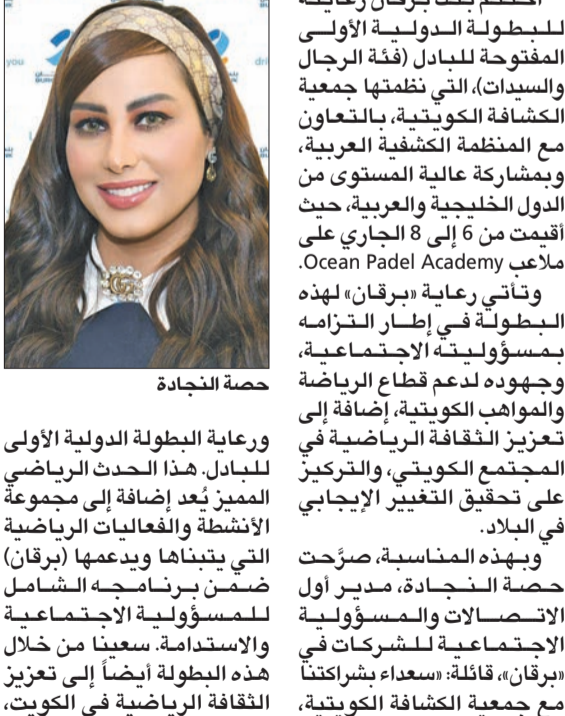 اختتم بنك برقان رعايته
للبطولة الدولية الأولى
المفتوحة للبادل (فئة الرجال
والسيدات)، التي نظمتها جمعية
الكشافة الكويتية، بالتعاون
مع المنظمة الكشفية العربية،
وبمشاركة عالية المستوى من
الدول الخليجية والعربية، حيث
أقيمت من 6 إلى 8 الجاري على
ملاعب Ocean Padel Academy.
وتأتي رعاية «برقان» لهذه
البطولة في إطار التزامه
بمسؤوليته الاجتماعية،
وجهوده لدعم قطاع الرياضة
والمواهب الكويتية، إضافة إلى
تعزيز الثقافة الرياضية في
المجتمع الكويتي، والتركيز
على تحقيق التغيير الإيجابي
في البلاد.
وبهذه المناسبة، صرَّحت
حصة النجادة، مدير أول
الاتصالات والمسؤولية
الاجتماعية للشركات في
«برقان»، قائلة: «سعداء بشراكتنا
مع جمعية الكشافة الكويتية،
you
حصة النجادة
ورعاية البطولة الدولية الأولى
للبادل. هذا الحدث الرياضي
المميز يُعد إضافة إلى مجموعة
الأنشطة والفعاليات الرياضية
التي يتبناها ويدعمها (برقان)
ضمن برنامجه الشامل
للمسؤولية الاجتماعية
والاستدامة. سعينا من خلال
هذه البطولة أيضاً إلى تعزيز
الثقافة الرياضية في الكويت،